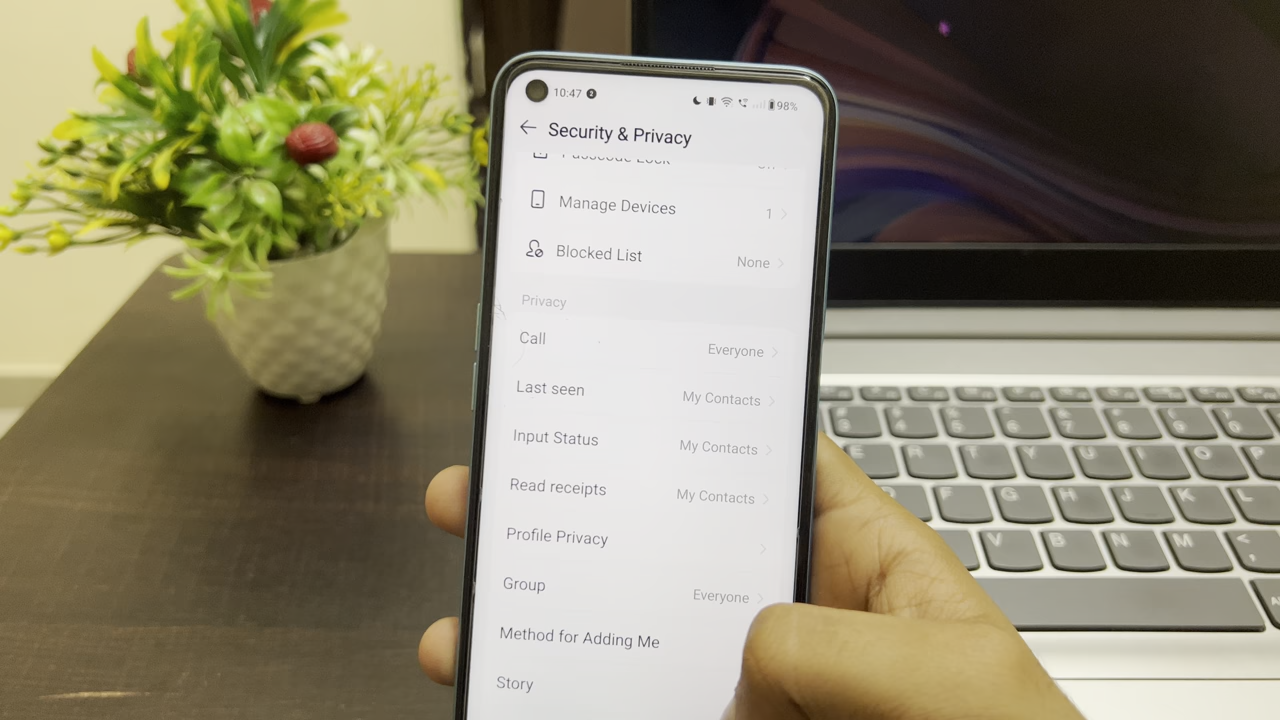 10:47
98%
Security & Privacy
Passcode Lock
Manage Devices 1
Blocked List None
Privacy
Call Everyone
Last seen My Contacts
Input Status My Contacts
Read receipts My Contacts
Profile Privacy
Group Everyone
Method for Adding Me
Story
E R T Y U I O P
F G H J K L
V B N M < ,